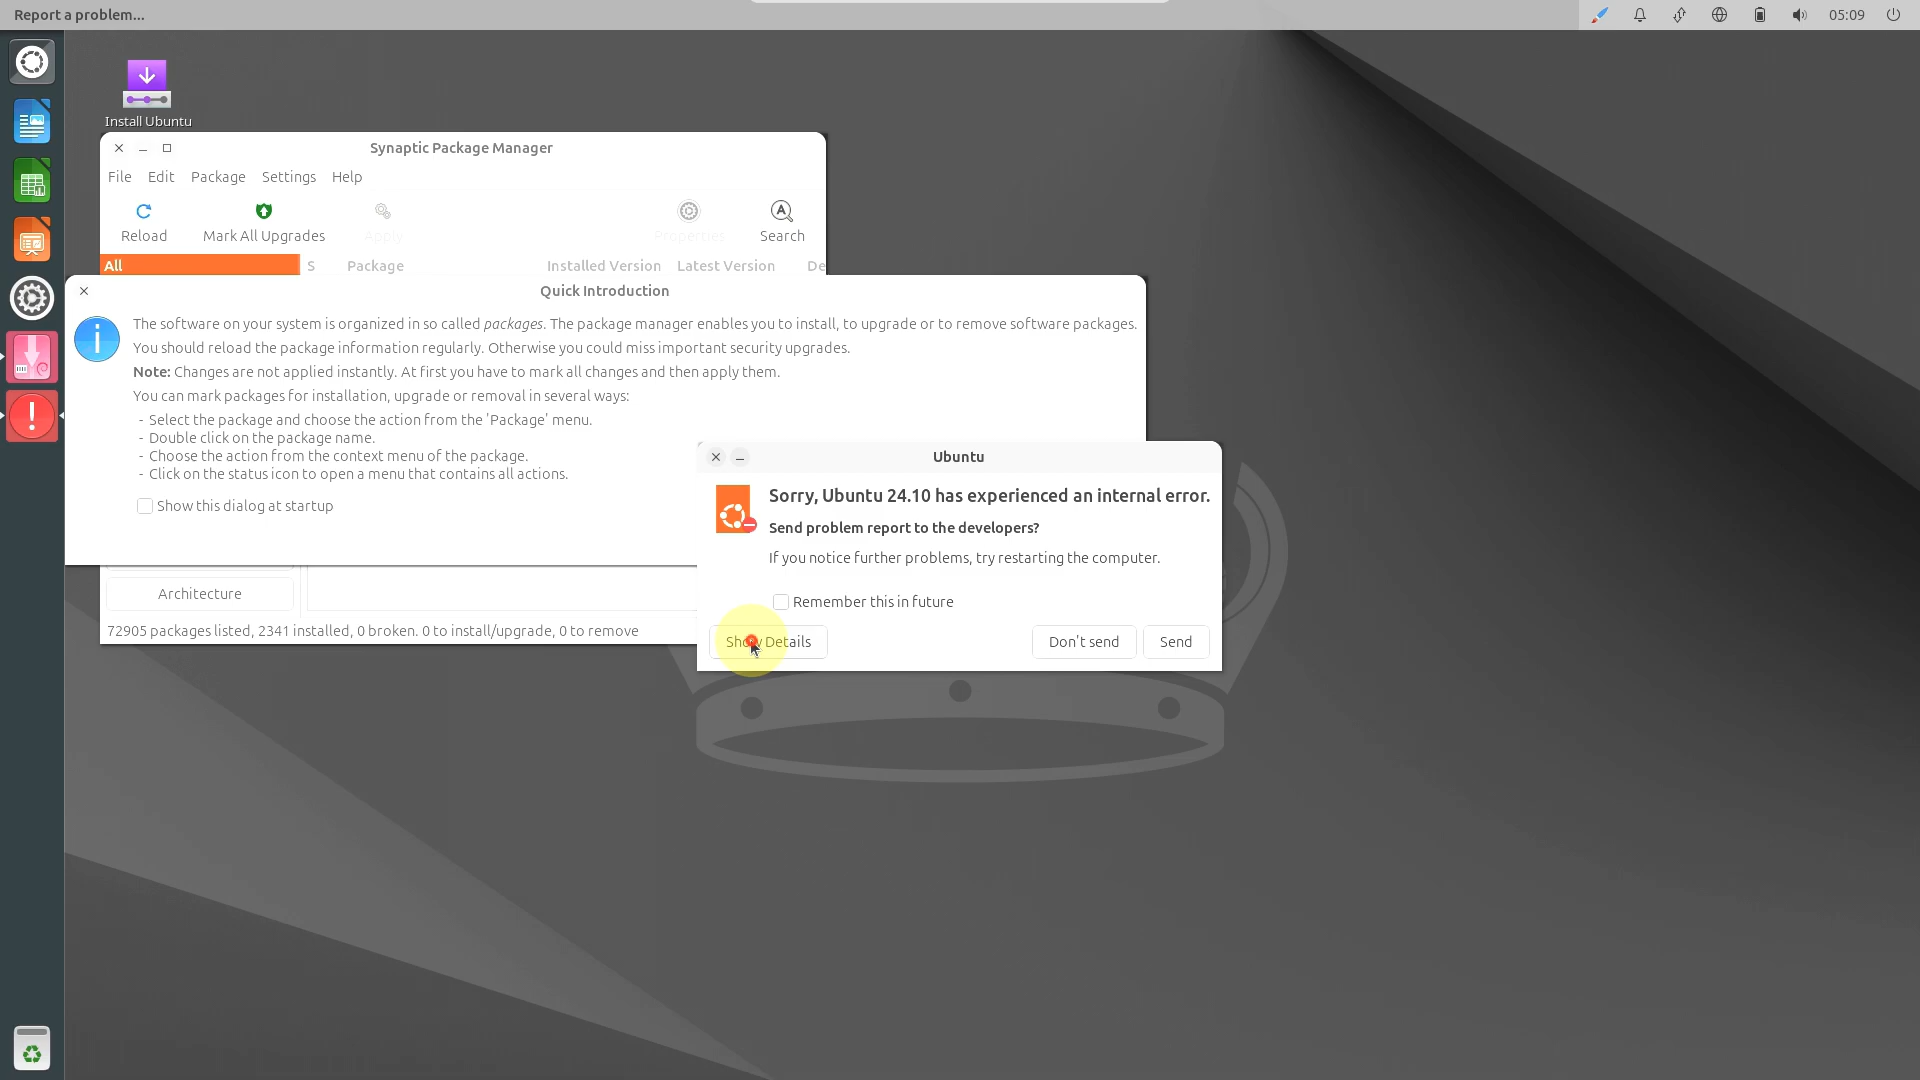 Report a problem...
05:09
Install Ubuntu
Synaptic Package Manager
File Edit Package Settings Help
Reload Mark All Upgrades Apply Properties Search
All S Package Installed Version Latest Version De
Quick Introduction
The software on your system is organized in so called packages. The package manager enables you to install, to upgrade or to remove software packages.
You should reload the package information regularly. Otherwise you could miss important security upgrades.
Note: Changes are not applied instantly. At first you have to mark all changes and then apply them.
You can mark packages for installation, upgrade or removal in several ways:
- Select the package and choose the action from the 'Package' menu.
- Double click on the package name.
- Choose the action from the context menu of the package.
- Click on the status icon to open a menu that contains all actions.
Show this dialog at startup
Architecture
72905 packages listed, 2341 installed, 0 broken. 0 to install/upgrade, 0 to remove
Ubuntu
Sorry, Ubuntu 24.10 has experienced an internal error.
Send problem report to the developers?
If you notice further problems, try restarting the computer.
Remember this in future
Show Details Don't send Send